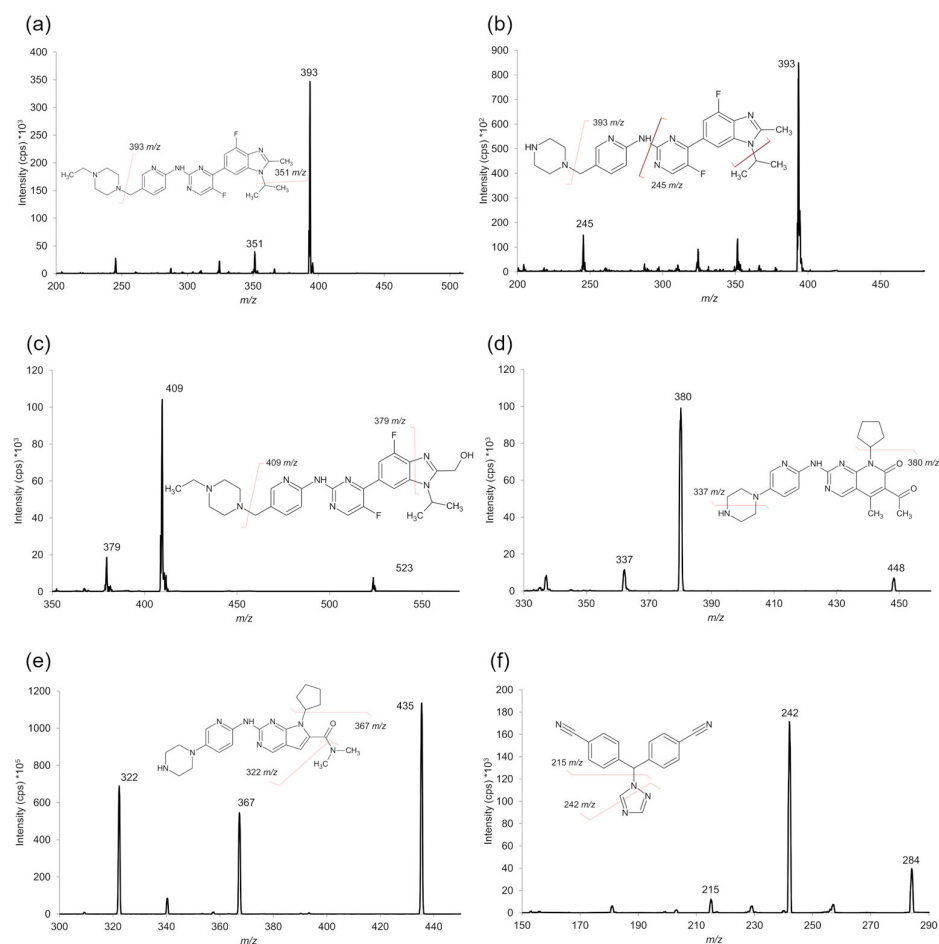 (a)
Intensity (cps) *10³
400
350
300
250
200
150
100
50
0
200
250
300
350
400
450
500
m/z
393
351
393 m/z
351 m/z
H₃C
N
N
N
NH
N
N
F
F
N
N
CH₃
H₃C
CH₃
(b)
Intensity (cps) *10²
900
800
700
600
500
400
300
200
100
0
200
250
300
350
400
450
m/z
393
245
393 m/z
245 m/z
HN
N
N
NH
N
N
F
F
N
N
CH₃
H₃C
CH₃
(c)
Intensity (cps) *10³
120
100
80
60
40
20
0
350
400
450
500
550
m/z
409
379
523
379 m/z
409 m/z
H₃C
N
N
N
NH
N
N
F
F
N
N
OH
H₃C
CH₃
(d)
Intensity (cps) *10³
120
100
80
60
40
20
0
330
360
390
410
430
450
m/z
380
337
448
380 m/z
337 m/z
HN
N
N
NH
N
N
N
O
O
CH₃
CH₃
(e)
Intensity (cps) *10⁵
1200
1000
800
600
400
200
0
300
320
340
360
380
400
420
440
m/z
322
367
435
367 m/z
322 m/z
HN
N
N
NH
N
N
N
O
N
CH₃
H₃C
(f)
Intensity (cps) *10³
200
180
160
140
120
100
80
60
40
20
0
150
170
190
210
230
250
270
290
m/z
242
215
284
215 m/z
242 m/z
N
N
N
N
N